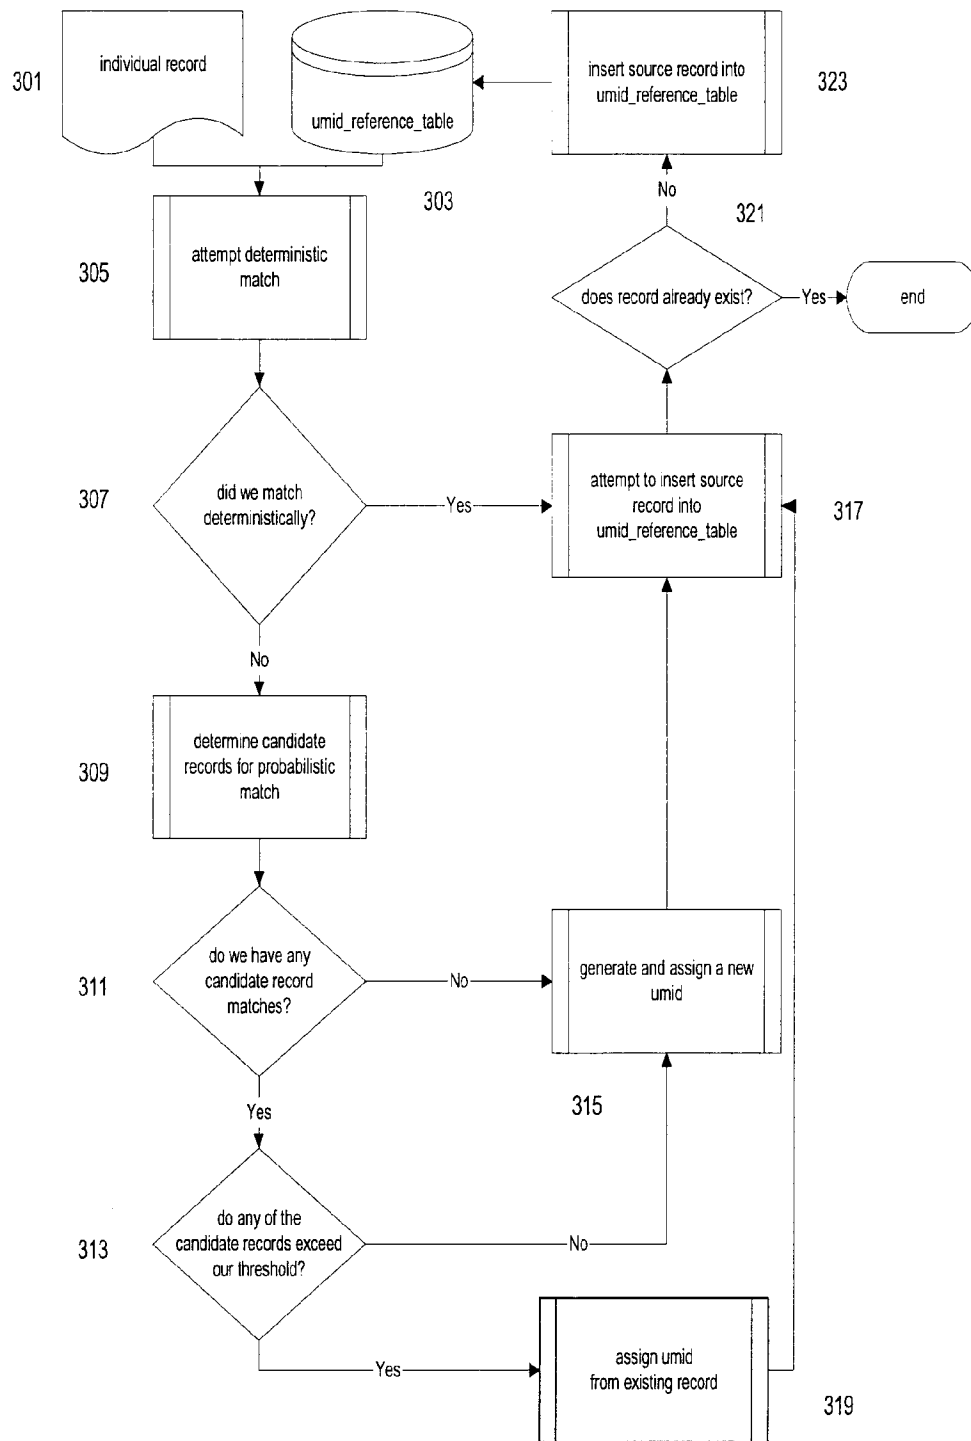 301
individual record
umid_reference_table
insert source record into
umid_reference_table
323
303
No
321
305
attempt deterministic
match
does record already exist?
Yes
end
307
did we match
deterministically?
Yes
attempt to insert source
record into
umid_reference_table
317
No
309
determine candidate
records for probabilistic
match
311
do we have any
candidate record
matches?
No
generate and assign a new
umid
315
Yes
313
do any of the
candidate records exceed
our threshold?
No
Yes
assign umid
from existing record
319